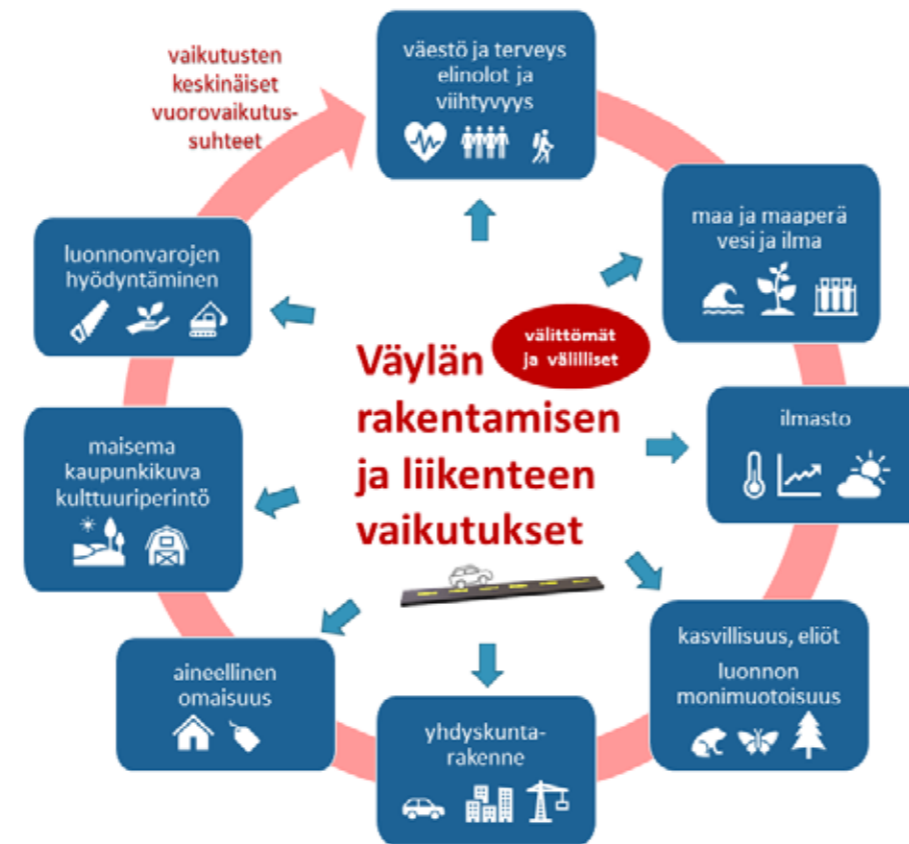 vaikutusten
keskinäiset
vuorovaikutus-
suhteet
väestö ja terveys
elinolot ja
viihtyvyys
maa ja maaperä
vesi ja ilma
ilmasto
kasvillisuus, eliöt
luonnon
monimuotoisuus
yhdyskunta-
rakenne
aineellinen
omaisuus
maisema
kaupunkikuva
kulttuuriperintö
luonnonvarojen
hyödyntäminen
välittömät
ja välilliset
Väylän
rakentamisen
ja liikenteen
vaikutukset